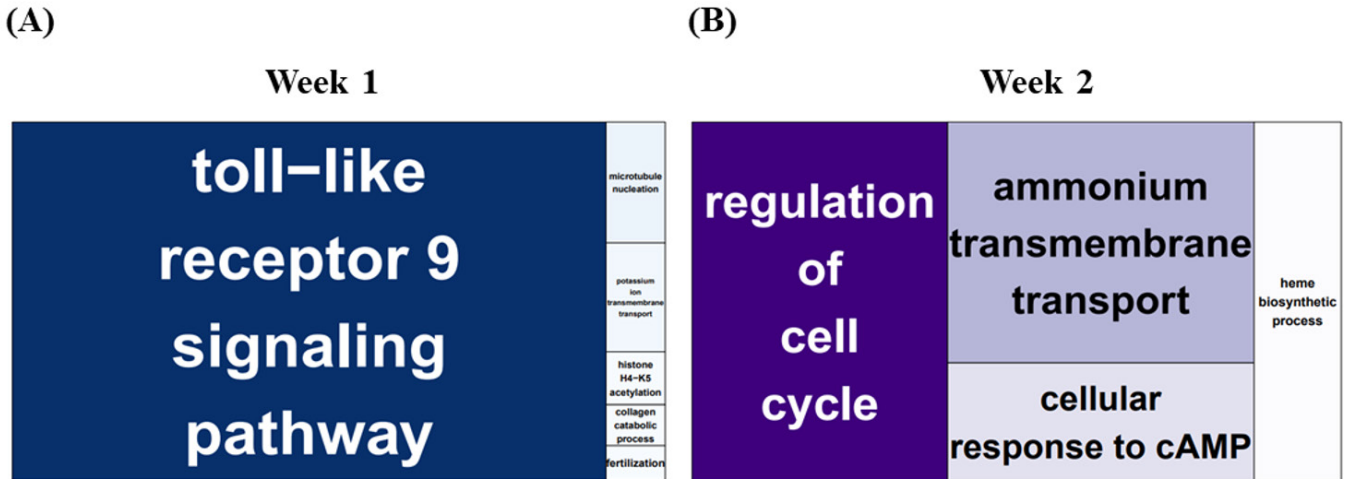 (A)
Week 1
toll−like
receptor 9
signaling
pathway
microtubule
nucleation
potassium
ion
transmembrane
transport
histone
H4−K5
acetylation
collagen
catabolic
process
fertilization
(B)
Week 2
regulation
of
cell
cycle
ammonium
transmembrane
transport
cellular
response to cAMP
heme
biosynthetic
process